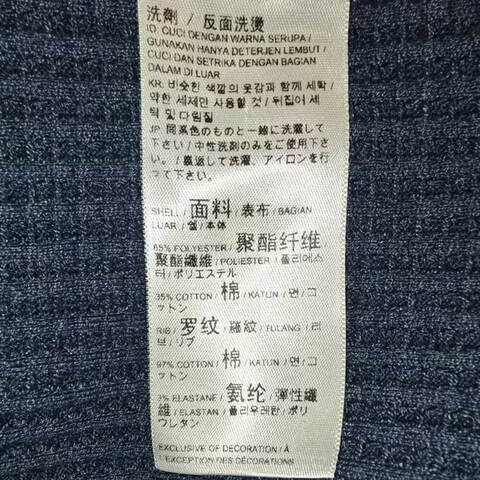 洗劑 / 反面洗燙
ID: CUCI DENGAN WARNA SERUPA /
GUNAKAN HANYA DETERJEN LEMBUT /
CUCI DAN SETRIKA DENGAN BAGIAN
DALAM DI LUAR
KR: 비슷한 색깔의 옷감과 함께 세탁 /
약한 세제만 사용할 것 / 뒤집어 세
탁 및 다림질
JP: 同系色のものと一緒に洗濯して
下さい / 中性洗剤のみをご使用下さ
い。/ 裏返して洗濯、アイロンを行
って下さい。
SHELL / 面料 / 表布 / BAGIAN
LUAR / 쉘 / 本体
65% POLYESTER / 聚酯纤维 /
聚酯纖維 / POLIESTER / 폴리에스
터 / ポリエステル
35% COTTON / 棉 / KATUN / 면 / コ
ットン
RIB / 罗纹 / 羅紋 / TULANG / 리
브 / リブ
97% COTTON / 棉 / KATUN / 면 / コ
ットン
3% ELASTANE / 氨纶 / 彈性纖
維 / ELASTAN / 폴리우레탄 / ポリ
ウレタン
EXCLUSIVE OF DECORATION / À
L'EXCEPTION DES DÉCORATIONS